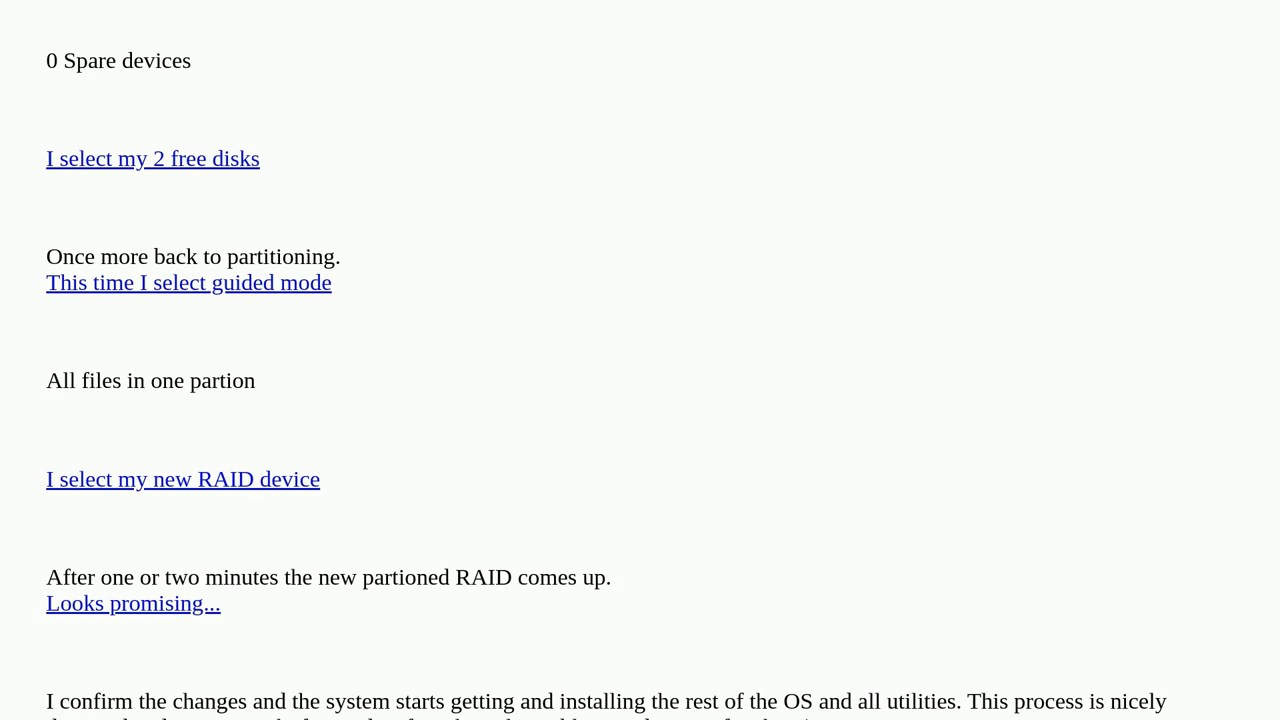 0 Spare devices
I select my 2 free disks
Once more back to partitioning.
This time I select guided mode
All files in one partion
I select my new RAID device
After one or two minutes the new partioned RAID comes up.
Looks promising...
I confirm the changes and the system starts getting and installing the rest of the OS and all utilities. This process is nicely